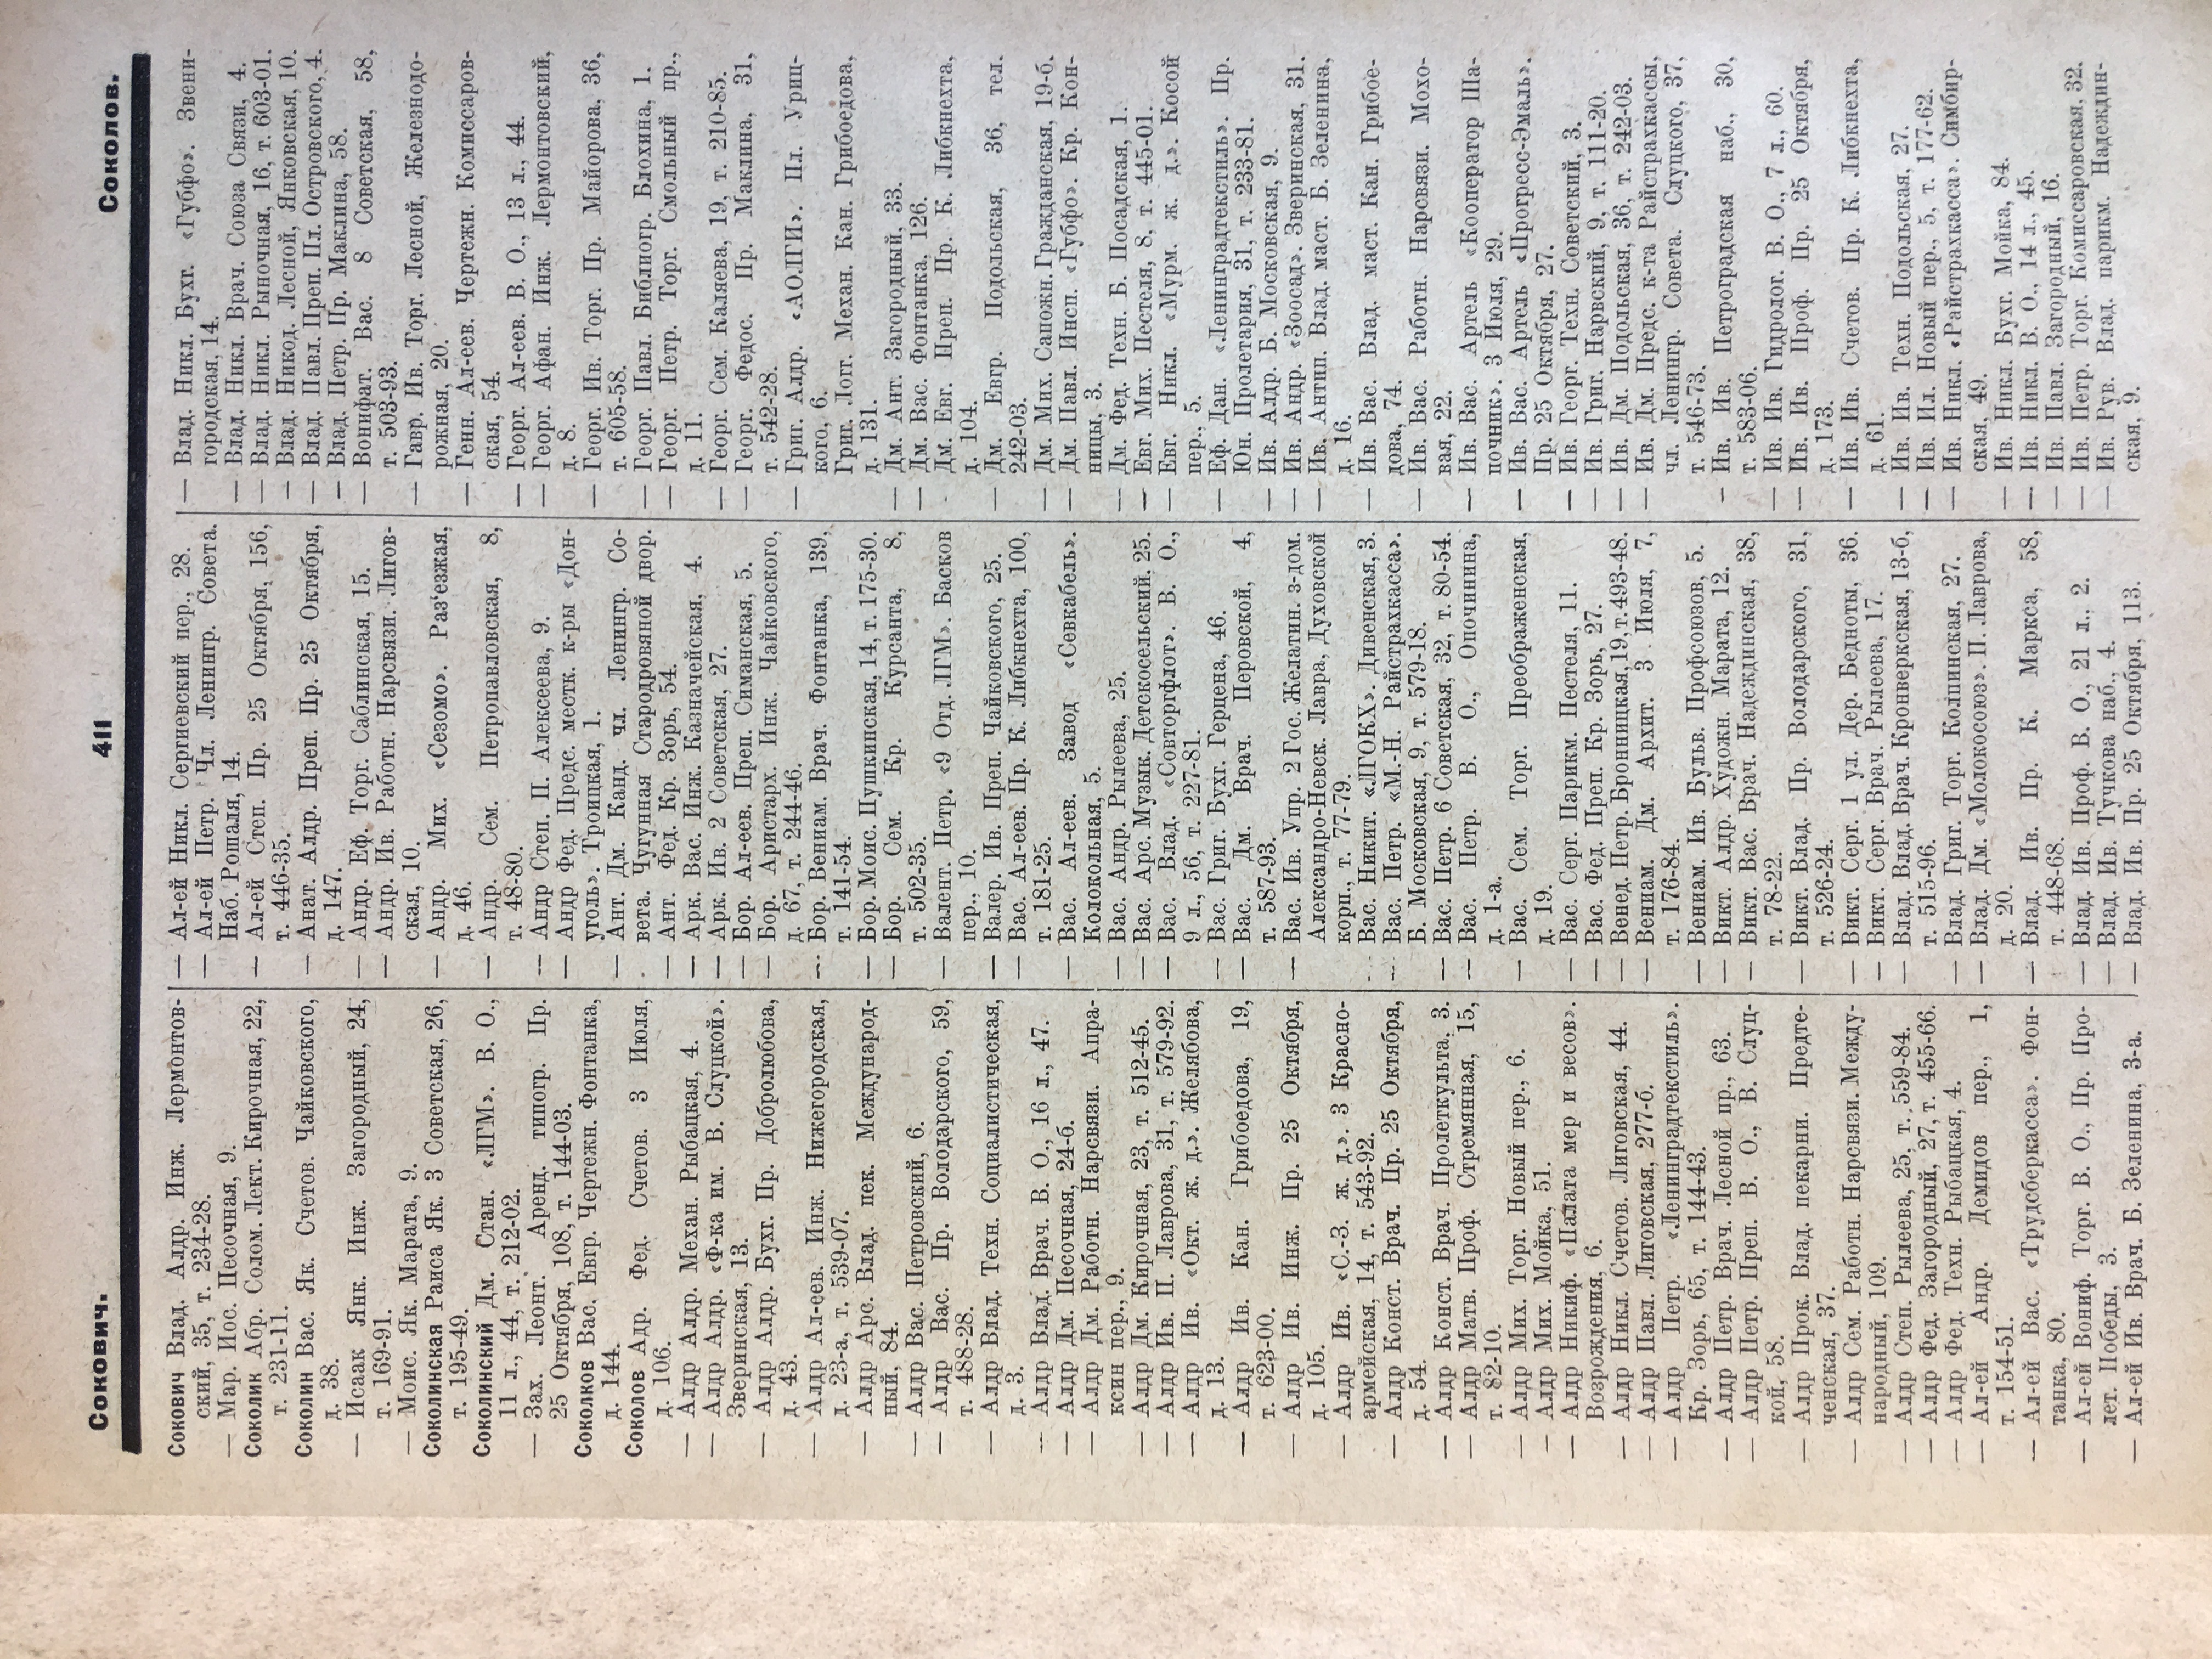 Сокович.
411
Соколов.
Сокович Влад. Алдр. Инж. Лермонтов-
ский, 35, т. 234-28.
— Мар. Иос. Песочная, 9.
Соколик Абр. Солом. Лект. Кирочная, 22,
т. 231-11.
Соколин Вас. Як. Счетов. Чайковского,
д. 38.
— Исаак Янк. Инж. Загородный, 24,
т. 169-91.
— Моис. Як. Марата, 9.
Соколинская Раиса Як. 3 Советская, 26,
т. 195-49.
Соколинский Дм. Стан. «ЛГМ». В. О.,
11 л., 44, т. 212-02.
— Зах. Леонт. Аренд. типогр. Пр.
25 Октября, 108, т. 144-03.
Соколков Вас. Евгр. Чертежн. Фонтанка,
д. 144.
Соколов Адр. Фед. Счетов. 3 Июля,
д. 106.
— Алдр Алдр. Механ. Рыбацкая, 4.
— Алдр Алдр. «Ф-ка им. В. Слуцкой».
Зверинская, 13.
— Алдр Алдр. Бухг. Пр. Добролюбова,
д. 43.
— Алдр Ал-еев. Инж. Нижегородская,
д. 23-а, т. 539-07.
— Алдр Арс. Влад. пек. Международ-
ный, 84.
— Алдр Вас. Петровский, 6.
— Алдр Вас. Пр. Володарского, 59,
т. 488-28.
— Алдр Влад. Техн. Социалистическая,
д. 3.
— Алдр Влад. Врач. В. О., 16 л., 47.
— Алдр Дм. Песочная, 24-б.
— Алдр Дм. Работн. Нарсвязи. Апра-
ксин пер., 9.
— Алдр Дм. Кирочная, 23, т. 512-45.
— Алдр Ив. П. Лаврова, 31, т. 579-92.
— Алдр Ив. «Окт. ж. д.». Желябова,
д. 13.
— Алдр Ив. Кан. Грибоедова, 19,
т. 623-00.
— Алдр Ив. Инж. Пр. 25 Октября,
д. 105.
— Алдр Ив. «С.-З. ж. д.». 3 Красно-
армейская, 14, т. 543-92.
— Алдр Конст. Врач. Пр. 25 Октября,
д. 54.
— Алдр Конст. Врач. Пролеткульта, 3.
— Алдр Матв. Проф. Стремянная, 15,
т. 82-10.
— Алдр Мих. Торг. Новый пер., 6.
— Алдр Мих. Мойка, 51.
— Алдр Никиф. «Палата мер и весов».
Возрождения, 6.
— Алдр Никл. Счетов. Лиговская, 44.
— Алдр Павл. Лиговская, 277-б.
— Алдр Петр. «Ленинградтекстиль».
Кр. Зорь, 65, т. 144-43.
— Алдр Петр. Врач. Лесной пр., 63.
— Алдр Петр. Преп. В. О., В. Слуц-
кой, 58.
— Алдр Прок. Влад. пекарни. Предте-
ченская, 37.
— Алдр Сем. Работн. Нарсвязи. Между-
народный, 109.
— Алдр Степ. Рылеева, 25, т. 559-84.
— Алдр Фед. Загородный, 27, т. 455-66.
— Алдр Фед. Техн. Рыбацкая, 4.
— Ал-ей Андр. Демидов пер., 1,
т. 154-51.
— Ал-ей Вас. «Трудсберкасса». Фон-
танка, 80.
— Ал-ей Вониф. Торг. В. О., Пр. Про-
лет. Победы, 3.
— Ал-ей Ив. Врач. Б. Зеленина, 3-а.
— Ал-ей Никл. Сергиевский пер., 28.
— Ал-ей Петр. Чл. Ленингр. Совета.
Наб. Рошаля, 14.
— Ал-ей Степ. Пр. 25 Октября, 156,
т. 446-35.
— Анат. Алдр. Преп. Пр. 25 Октября,
д. 147.
— Андр. Еф. Торг. Саблинская, 15.
— Андр. Ив. Работн. Нарсвязи. Лигов-
ская, 10.
— Андр. Мих. «Сезомо». Раз‘езжая,
д. 46.
— Андр. Сем. Петропавловская, 8,
т. 48-80.
— Андр Степ. П. Алексеева, 9.
— Андр Фед. Предс. местк. к-ры «Дон-
уголь». Троицкая, 1.
— Ант. Дм. Канд. чл. Ленингр. Со-
вета. Чугунная Стародровяной двор.
— Ант. Фед. Кр. Зорь, 54.
— Арк. Вас. Инж. Казначейская, 4.
— Арк. Ив. 2 Советская, 27.
— Бор. Ал-еев. Преп. Симанская, 5.
— Бор. Аристарх. Инж. Чайковского,
д. 67, т. 244-46.
— Бор. Вениам. Врач. Фонтанка, 139,
т. 141-54.
— Бор. Моис. Пушкинская, 14, т. 175-30.
— Бор. Сем. Кр. Курсанта, 8,
т. 502-35.
— Валент. Петр. «9 Отд. ЛГМ». Басков
пер., 10.
— Валер. Ив. Преп. Чайковского, 25.
— Вас. Ал-еев. Пр. К. Либкнехта, 100,
т. 181-25.
— Вас. Ал-еев. Завод «Севкабель».
Колокольная, 5.
— Вас. Андр. Рылеева, 25.
— Вас. Арс. Музык. Детскосельский, 25.
— Вас. Влад. «Совторгфлот». В. О.,
9 л., 56, т. 227-81.
— Вас. Григ. Бухг. Герцена, 46.
— Вас. Дм. Врач. Перовской, 4,
т. 587-93.
— Вас. Ив. Упр. 2 Гос. Желатин. з-дом.
Александро-Невск. Лавра, Духовской
корп., т. 77-79.
— Вас. Никит. «ЛГОКХ». Дивенская, 3.
— Вас. Петр. «М.-Н. Райстрахкасса».
Б. Московская, 9, т. 579-18.
— Вас. Петр. 6 Советская, 32, т. 80-54.
— Вас. Петр. В. О., Опочинина,
д. 1-а.
— Вас. Сем. Торг. Преображенская,
д. 19.
— Вас. Серг. Парикм. Пестеля, 11.
— Вас. Фед. Преп. Кр. Зорь, 27.
— Венед. Петр. Бронницкая, 19, т. 493-48.
— Вениам. Дм. Архит. 3 Июля, 7,
т. 176-84.
— Вениам. Ив. Бульв. Профсоюзов, 5.
— Викт. Алдр. Художн. Марата, 12.
— Викт. Вас. Врач. Надеждинская, 38,
т. 78-22.
— Викт. Влад. Пр. Володарского, 31,
т. 526-24.
— Викт. Серг. 1 ул. Дер. Бедноты, 36.
— Викт. Серг. Врач. Рылеева, 17.
— Влад. Влад. Врач. Кронверкская, 13-б,
т. 515-96.
— Влад. Григ. Торг. Колпинская, 27.
— Влад. Дм. «Молокосоюз». П. Лаврова,
д. 20.
— Влад. Ив. Пр. К. Маркса, 58,
т. 448-68.
— Влад. Ив. Проф. В. О., 21 л., 2.
— Влад. Ив. Тучкова наб., 4.
— Влад. Ив. Пр. 25 Октября, 113.
— Влад. Никл. Бухг. «Губфо». Звени-
городская, 14.
— Влад. Никл. Врач. Союза Связи, 4.
— Влад. Никл. Рыночная, 16, т. 603-01.
— Влад. Никод. Лесной, Янковская, 10.
— Влад. Павл. Преп. Пл. Островского, 4.
— Влад. Петр. Пр. Маклина, 58.
— Вонифат. Вас. 8 Советская, 58,
т. 503-93.
— Гавр. Ив. Торг. Лесной, Железнодо-
рожная, 20.
— Генн. Ал-еев. Чертежн. Комиссаров-
ская, 54.
— Георг. Ал-еев. В. О., 13 л., 44.
— Георг. Афан. Инж. Лермонтовский,
д. 8.
— Георг. Ив. Торг. Пр. Майорова, 36,
т. 605-58.
— Георг. Павл. Библиогр. Блохина, 1.
— Георг. Петр. Торг. Смольный пр.,
д. 11.
— Георг. Сем. Каляева, 19, т. 210-85.
— Георг. Федос. Пр. Маклина, 31,
т. 542-28.
— Григ. Алдр. «АОЛГИ». Пл. Уриц-
кого, 6.
Григ. Логг. Механ. Кан. Грибоедова,
д. 131.
— Дм. Ант. Загородный, 33.
— Дм. Вас. Фонтанка, 126.
- Дм. Евг. Преп. Пр. К. Либкнехта,
д. 104.
— Дм. Евгр. Подольская, 36, тел.
242-03.
— Дм. Мих. Сапожн. Гражданская, 19-б.
— Дм. Павл. Инсп. «Губфо». Кр. Кон-
ницы, 3.
— Дм. Фед. Техн. Б. Посадская, 1.
— Евг. Мих. Пестеля, 8, т. 445-01.
— Евг. Никл. «Мурм. ж. д.». Косой
пер., 5.
— Еф. Дан. «Ленинградтекстиль». Пр.
Юн. Пролетария, 31, т. 233-81.
— Ив. Алдр. Б. Московская, 9.
— Ив. Андр. «Зоосад». Зверинская, 31.
— Ив. Антип. Влад. маст. Б. Зеленина,
д. 16.
— Ив. Вас. Влад. маст. Кан. Грибое-
дова, 74.
— Ив. Вас. Работн. Нарсвязи. Мохо-
вая, 22.
— Ив. Вас. Артель «Кооператор Ша-
почник». 3 Июля, 29.
— Ив. Вас. Артель «Прогресс-Эмаль».
Пр. 25 Октября, 27.
— Ив. Георг. Техн. Советский, 3.
— Ив. Григ. Нарвский, 9, т. 111-20.
— Ив. Дм. Подольская, 36, т. 242-03.
— Ив. Дм. Предс. к-та Райстрахкассы,
чл. Ленингр. Совета. Слуцкого, 37,
т. 546-73.
— Ив. Ив. Петроградская наб., 30,
т. 583-06.
— Ив. Ив. Гидролог. В. О., 7 л., 60.
— Ив. Ив. Проф. Пр. 25 Октября,
д. 173.
— Ив. Ив. Счетов. Пр. К. Либкнехта,
д. 61.
— Ив. Ив. Техн. Подольская, 27.
— Ив. Ил. Новый пер., 5, т. 177-62.
— Ив. Никл. «Райстрахкасса». Симбир-
ская, 49.
— Ив. Никл. Бухг. Мойка, 84.
— Ив. Никл. В. О., 14 л., 45.
— Ив. Павл. Загородный, 16.
— Ив. Петр. Торг. Комиссаровская, 32.
— Ив. Рув. Влад. парикм. Надеждин-
ская, 9.